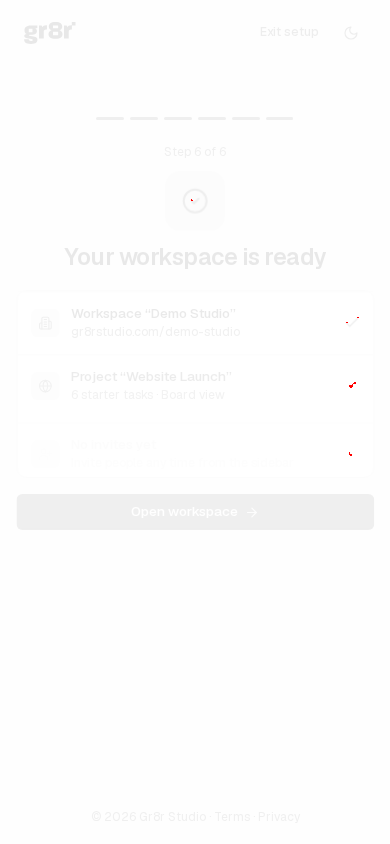 gr8r
Exit setup
Step 6 of 6
Your workspace is ready
Workspace “Demo Studio”
gr8rstudio.com/demo-studio
Project “Website Launch”
6 starter tasks · Board view
Open workspace
© 2026 Gr8r Studio · Terms · Privacy